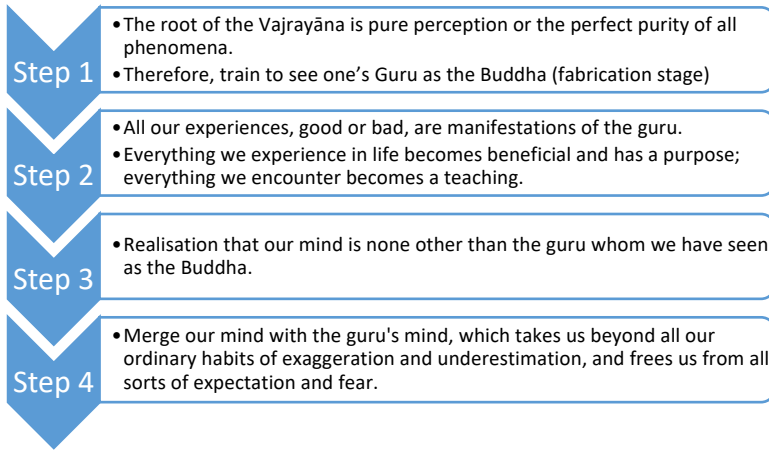 Step 1
•The root of the Vajrayāna is pure perception or the perfect purity of all
phenomena.
•Therefore, train to see one’s Guru as the Buddha (fabrication stage)
Step 2
•All our experiences, good or bad, are manifestations of the guru.
•Everything we experience in life becomes beneficial and has a purpose;
everything we encounter becomes a teaching.
Step 3
•Realisation that our mind is none other than the guru whom we have seen
as the Buddha.
Step 4
•Merge our mind with the guru's mind, which takes us beyond all our
ordinary habits of exaggeration and underestimation, and frees us from all
sorts of expectation and fear.